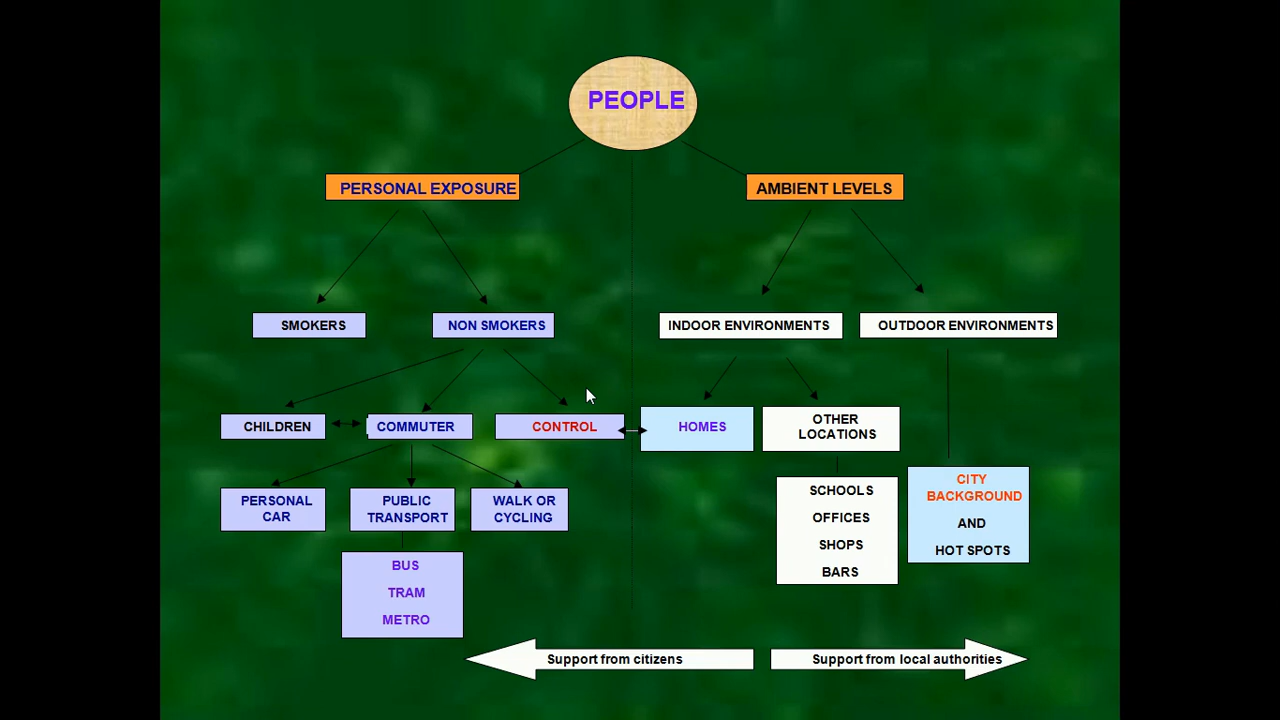 PEOPLE
PERSONAL EXPOSURE
AMBIENT LEVELS
SMOKERS
NON SMOKERS
INDOOR ENVIRONMENTS
OUTDOOR ENVIRONMENTS
CHILDREN
COMMUTER
CONTROL
HOMES
OTHER
LOCATIONS
PERSONAL
CAR
PUBLIC
TRANSPORT
WALK OR
CYCLING
SCHOOLS
OFFICES
SHOPS
BARS
CITY
BACKGROUND
AND
HOT SPOTS
BUS
TRAM
METRO
Support from citizens
Support from local authorities